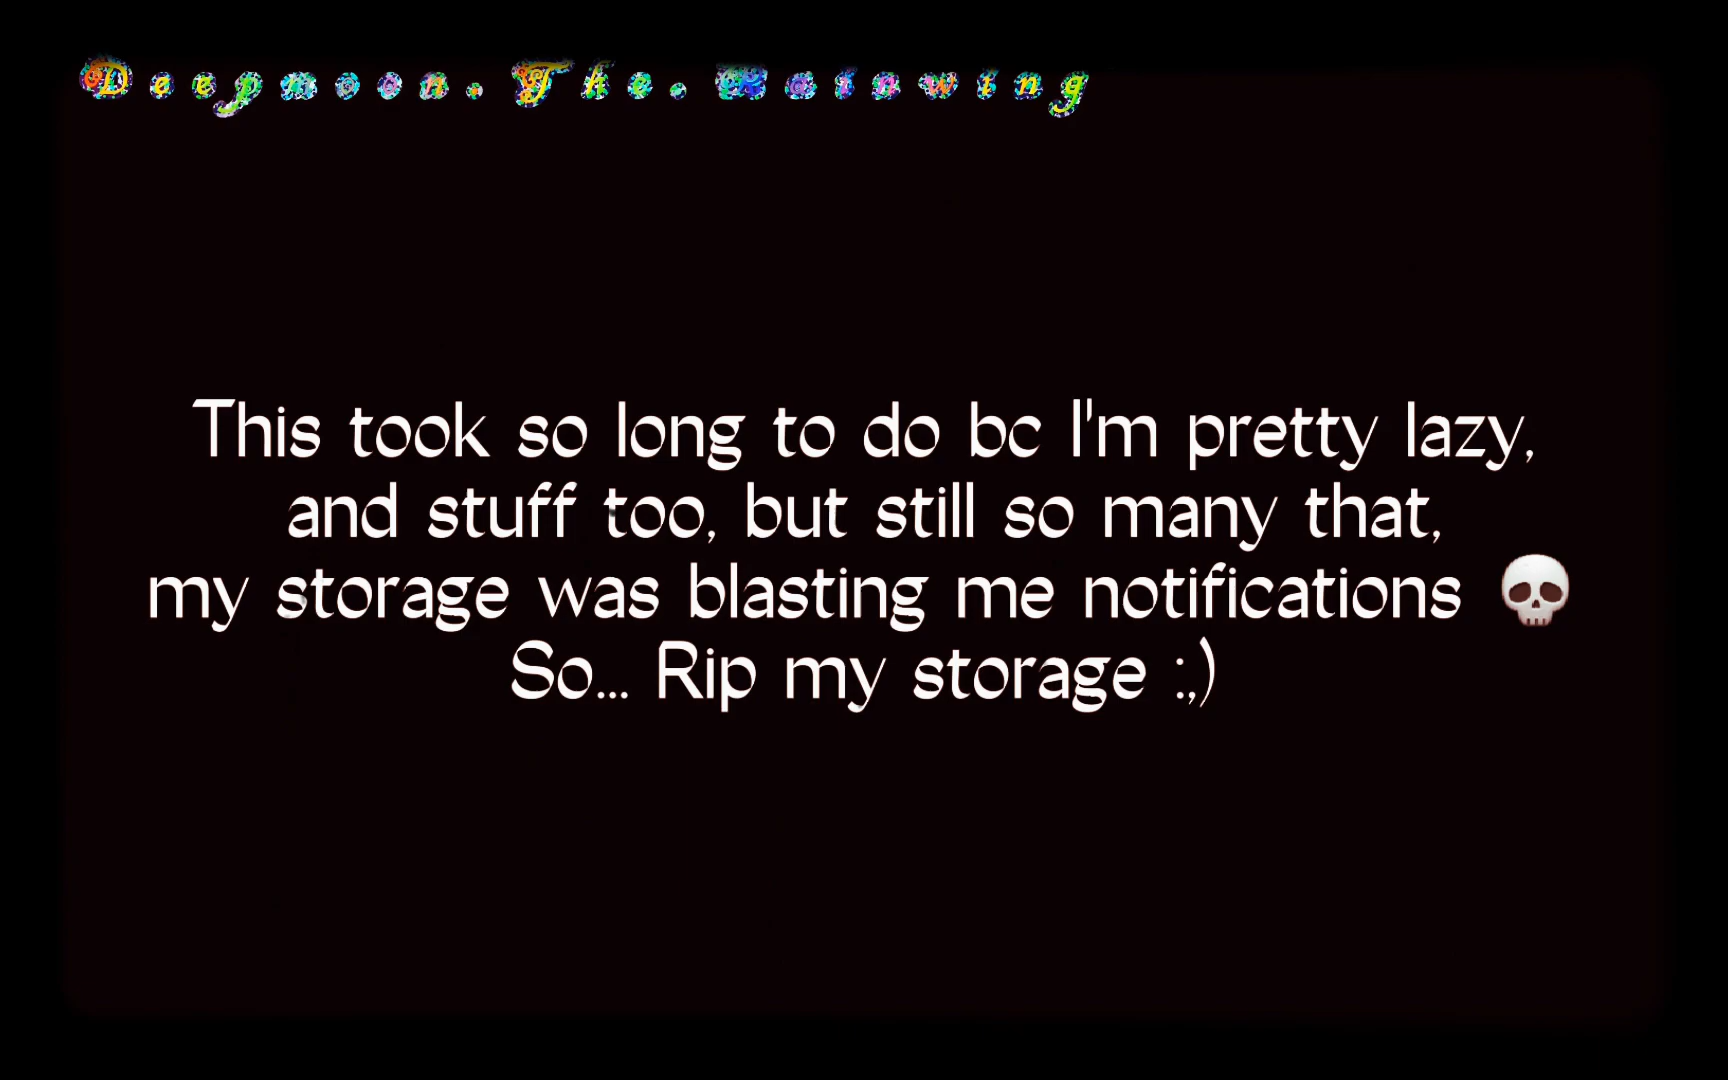 Deepmoon.The.Rainwing
This took so long to do bc I'm pretty lazy,
and stuff too, but still so many that,
my storage was blasting me notifications 💀
So... Rip my storage :,)